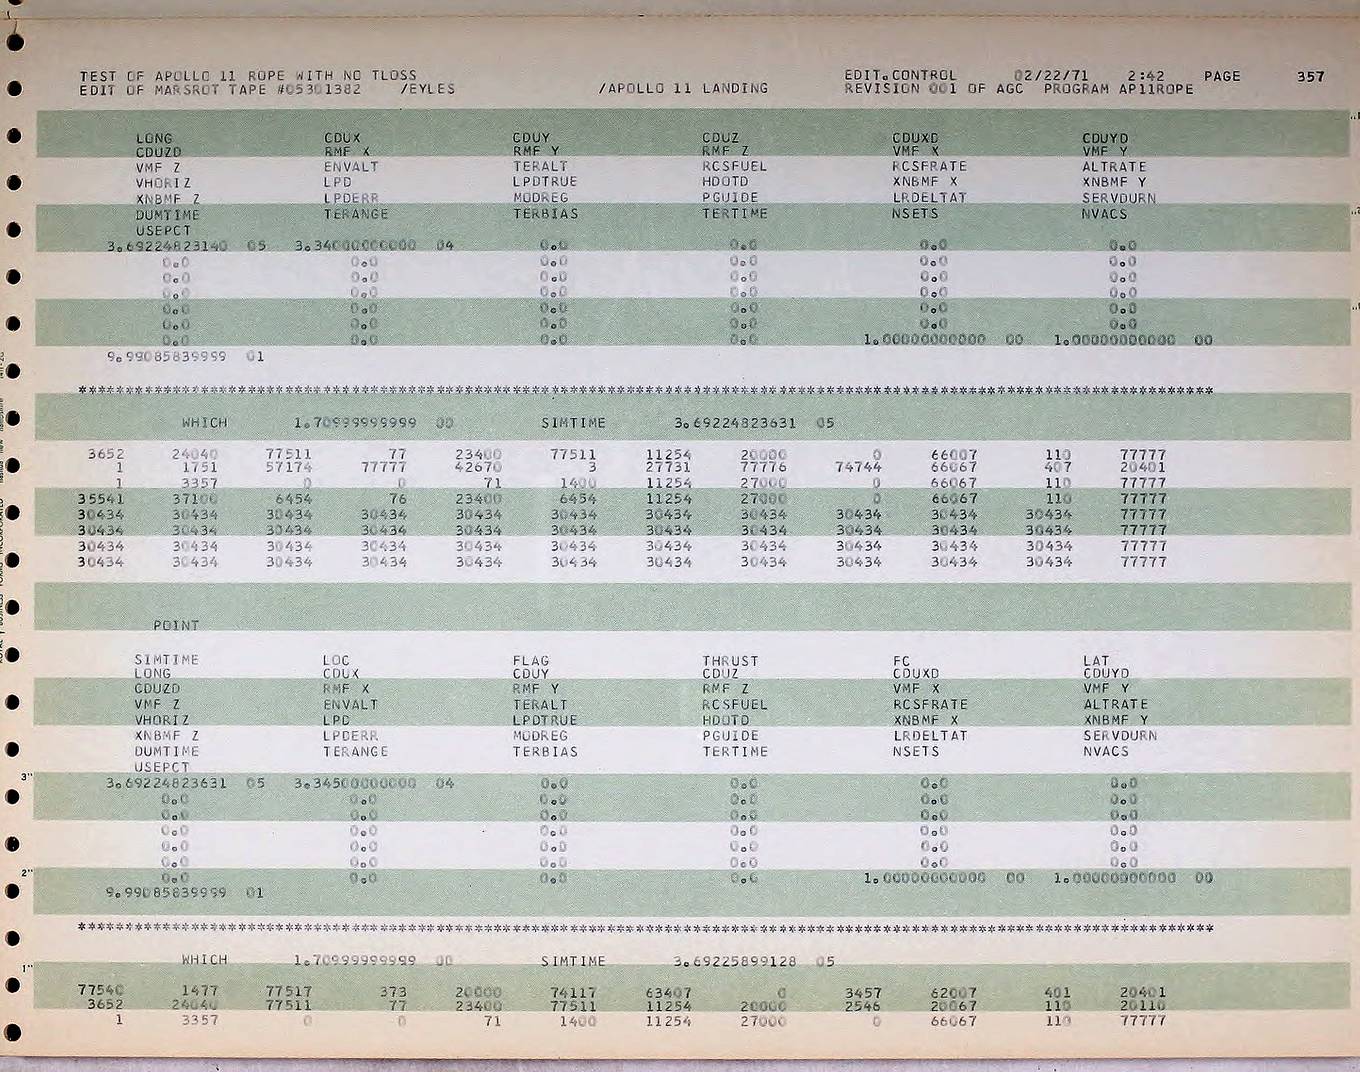 TEST OF APOLLO 11 ROPE WITH NO TLOSS EDIT.CONTROL 02/22/71 2:42 PAGE 357
EDIT OF MARSROT TAPE #05301382 /EYLES /APOLLO 11 LANDING REVISION 001 OF AGC PROGRAM AP11ROPE
LONG CDUX CDUY CDUZ CDUXD CDUYD
CDUZD RMF X RMF Y RMF Z VMF X VMF Y
VMF Z ENVALT TERALT RCSFUEL RCSFRATE ALTRATE
VHORIZ LPD LPDTRUE HDOTD XNBMF X XNBMF Y
XNBMF Z LPDERR MODREG PGUIDE LRDELTAT SERVDURN
DUMTIME TERANGE TERBIAS TERTIME NSETS NVACS
USEPCT
3.69224823140 05 3.34000000000 04 0.0 0.0 0.0 0.0
0.0 0.0 0.0 0.0 0.0 0.0
0.0 0.0 0.0 0.0 0.0 0.0
0.0 0.0 0.0 0.0 0.0 0.0
0.0 0.0 0.0 0.0 0.0 0.0
0.0 0.0 0.0 0.0 0.0 0.0
0.0 0.0 0.0 0.0 1.00000000000 00 1.00000000000 00
9.99085839999 01
************************************************************************************************************************
WHICH 1.70999999999 00 SIMTIME 3.69224823631 05
3652 24040 77511 77 23400 77511 11254 20000 0 66007 110 77777
1 1751 57174 77777 42670 3 27731 77776 74744 66067 407 20401
1 3357 0 0 71 1400 11254 27000 0 66067 110 77777
35541 37100 6454 76 23400 6454 11254 27000 0 66067 110 77777
30434 30434 30434 30434 30434 30434 30434 30434 30434 30434 30434 77777
30434 30434 30434 30434 30434 30434 30434 30434 30434 30434 30434 77777
30434 30434 30434 30434 30434 30434 30434 30434 30434 30434 30434 77777
30434 30434 30434 30434 30434 30434 30434 30434 30434 30434 30434 77777
POINT
SIMTIME LOC FLAG THRUST FC LAT
LONG CDUX CDUY CDUZ CDUXD CDUYD
CDUZD RMF X RMF Y RMF Z VMF X VMF Y
VMF Z ENVALT TERALT RCSFUEL RCSFRATE ALTRATE
VHORIZ LPD LPDTRUE HDOTD XNBMF X XNBMF Y
XNBMF Z LPDERR MODREG PGUIDE LRDELTAT SERVDURN
DUMTIME TERANGE TERBIAS TERTIME NSETS NVACS
USEPCT
3.69224823631 05 3.34500000000 04 0.0 0.0 0.0 0.0
0.0 0.0 0.0 0.0 0.0 0.0
0.0 0.0 0.0 0.0 0.0 0.0
0.0 0.0 0.0 0.0 0.0 0.0
0.0 0.0 0.0 0.0 0.0 0.0
0.0 0.0 0.0 0.0 0.0 0.0
0.0 0.0 0.0 0.0 1.00000000000 00 1.00000000000 00
9.99085839999 01
************************************************************************************************************************
WHICH 1.70999999999 00 SIMTIME 3.69225899128 05
77540 1477 77517 373 20000 74117 63407 0 3457 62007 401 20401
3652 24040 77511 77 23400 77511 11254 20000 2546 20067 110 20110
1 3357 0 0 71 1400 11254 27000 0 66067 110 77777
3"
2"
1"